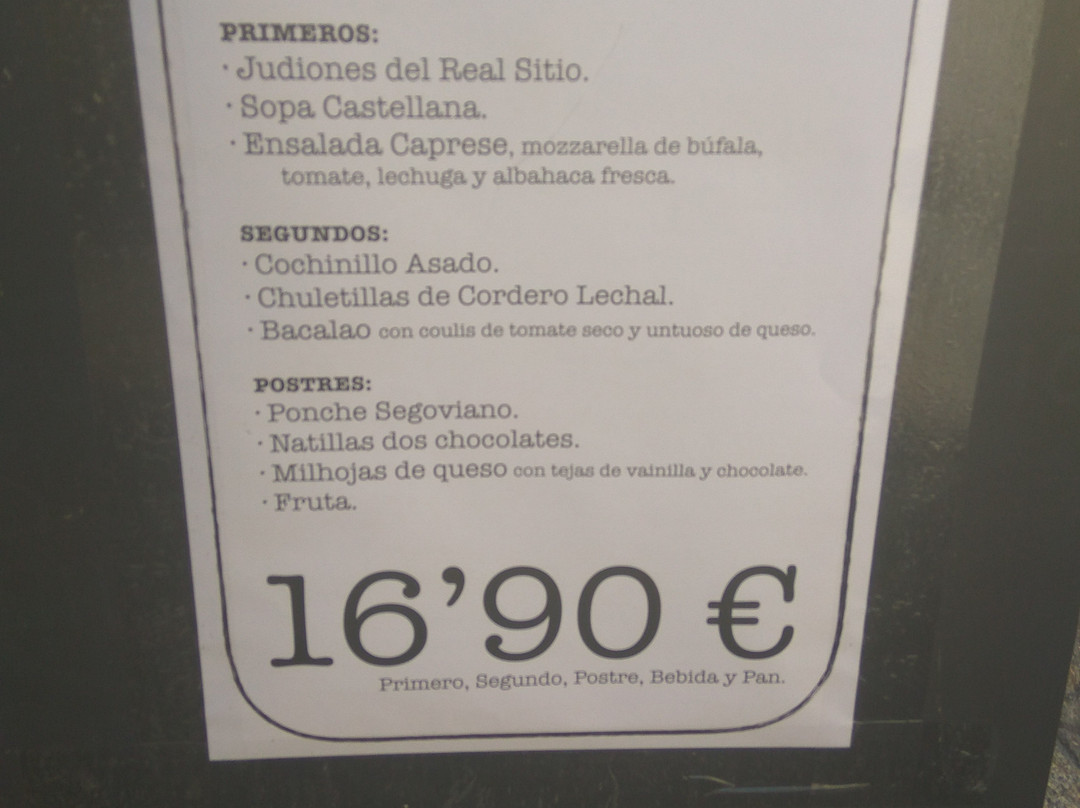 PRIMEROS:
· Judiones del Real Sitio.
· Sopa Castellana.
· Ensalada Caprese, mozzarella de búfala,
tomate, lechuga y albahaca fresca.
SEGUNDOS:
· Cochinillo Asado.
· Chuletillas de Cordero Lechal.
· Bacalao con coulis de tomate seco y untuoso de queso.
POSTRES:
· Ponche Segoviano.
· Natillas dos chocolates.
· Milhojas de queso con tejas de vainilla y chocolate.
· Fruta.
16’90 €
Primero, Segundo, Postre, Bebida y Pan.